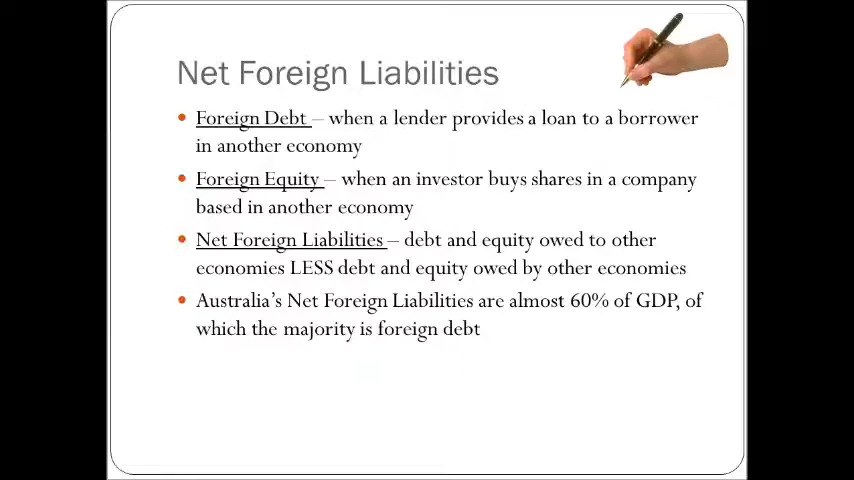 Net Foreign Liabilities
• Foreign Debt – when a lender provides a loan to a borrower
in another economy
• Foreign Equity – when an investor buys shares in a company
based in another economy
• Net Foreign Liabilities – debt and equity owed to other
economies LESS debt and equity owed by other economies
• Australia’s Net Foreign Liabilities are almost 60% of GDP, of
which the majority is foreign debt